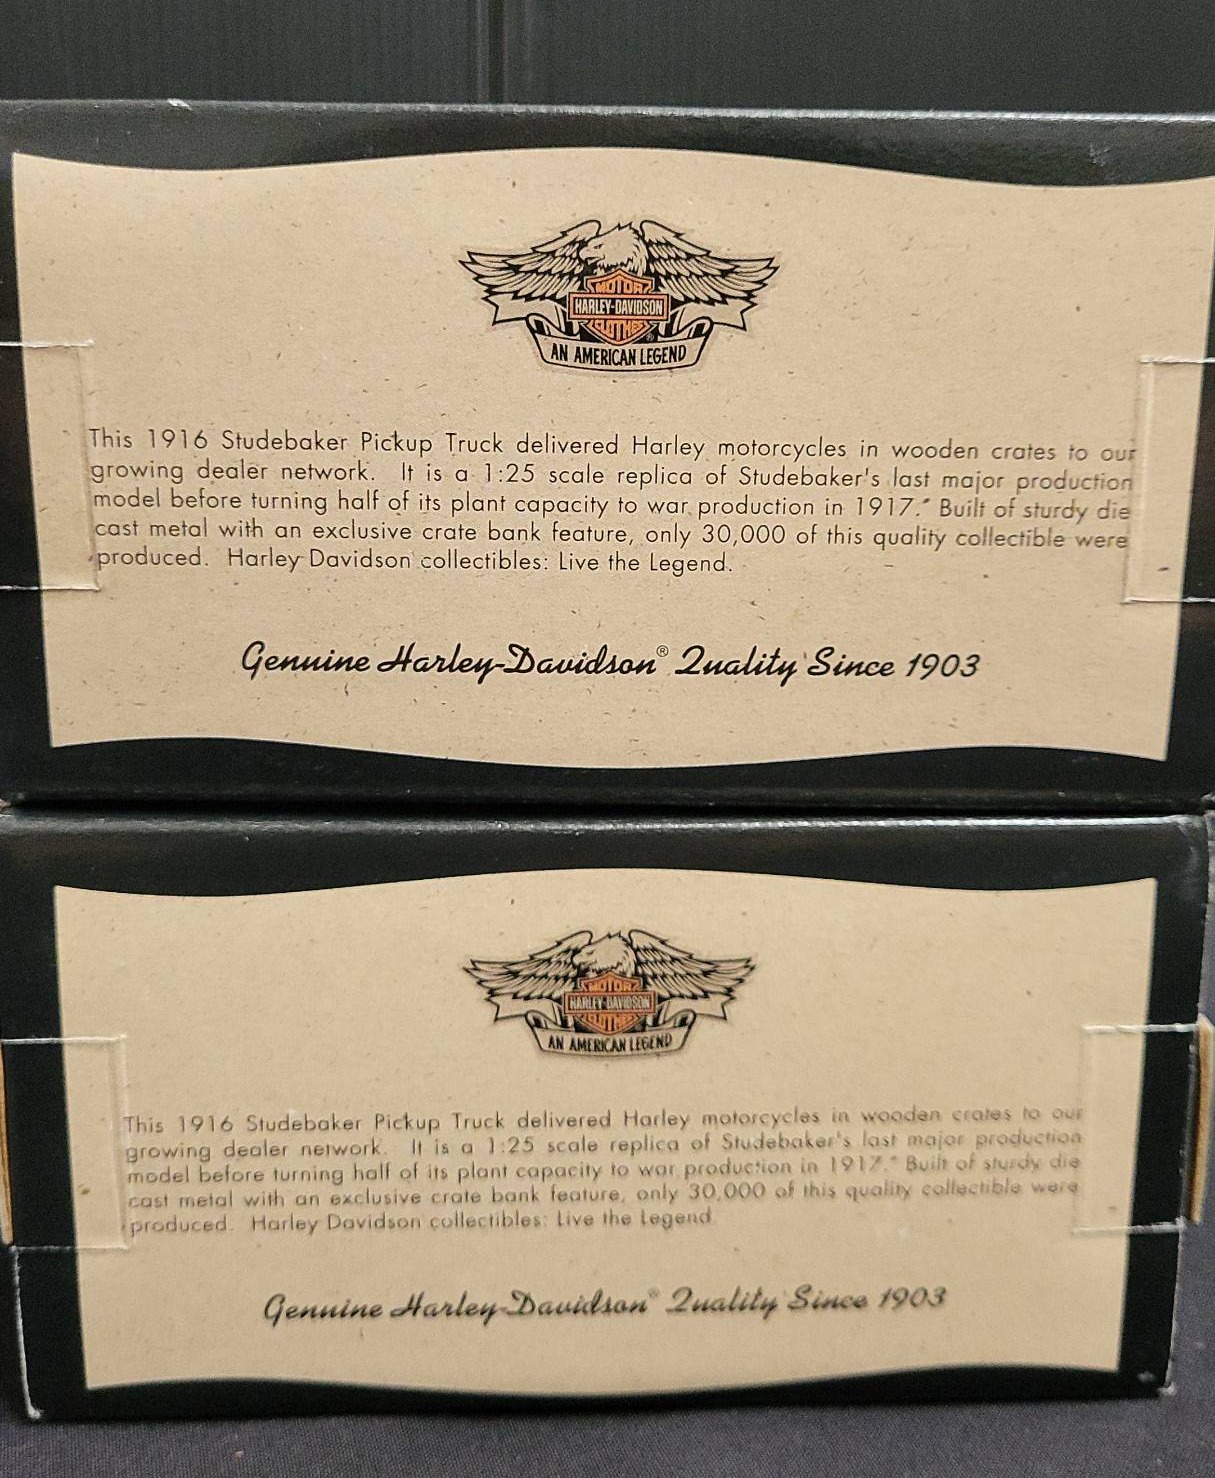 MOTOR
HARLEY-DAVIDSON
CLOTHES
AN AMERICAN LEGEND
This 1916 Studebaker Pickup Truck delivered Harley motorcycles in wooden crates to our
growing dealer network. It is a 1:25 scale replica of Studebaker's last major production
model before turning half of its plant capacity to war production in 1917." Built of sturdy die
cast metal with an exclusive crate bank feature, only 30,000 of this quality collectible were
produced. Harley Davidson collectibles: Live the Legend.
Genuine Harley-Davidson® Quality Since 1903
MOTOR
HARLEY-DAVIDSON
CLOTHES
AN AMERICAN LEGEND
This 1916 Studebaker Pickup Truck delivered Harley motorcycles in wooden crates to our
growing dealer network. It is a 1:25 scale replica of Studebaker's last major production
model before turning half of its plant capacity to war production in 1917." Built of sturdy die
cast metal with an exclusive crate bank feature, only 30,000 of this quality collectible were
produced. Harley Davidson collectibles: Live the Legend.
Genuine Harley-Davidson® Quality Since 1903